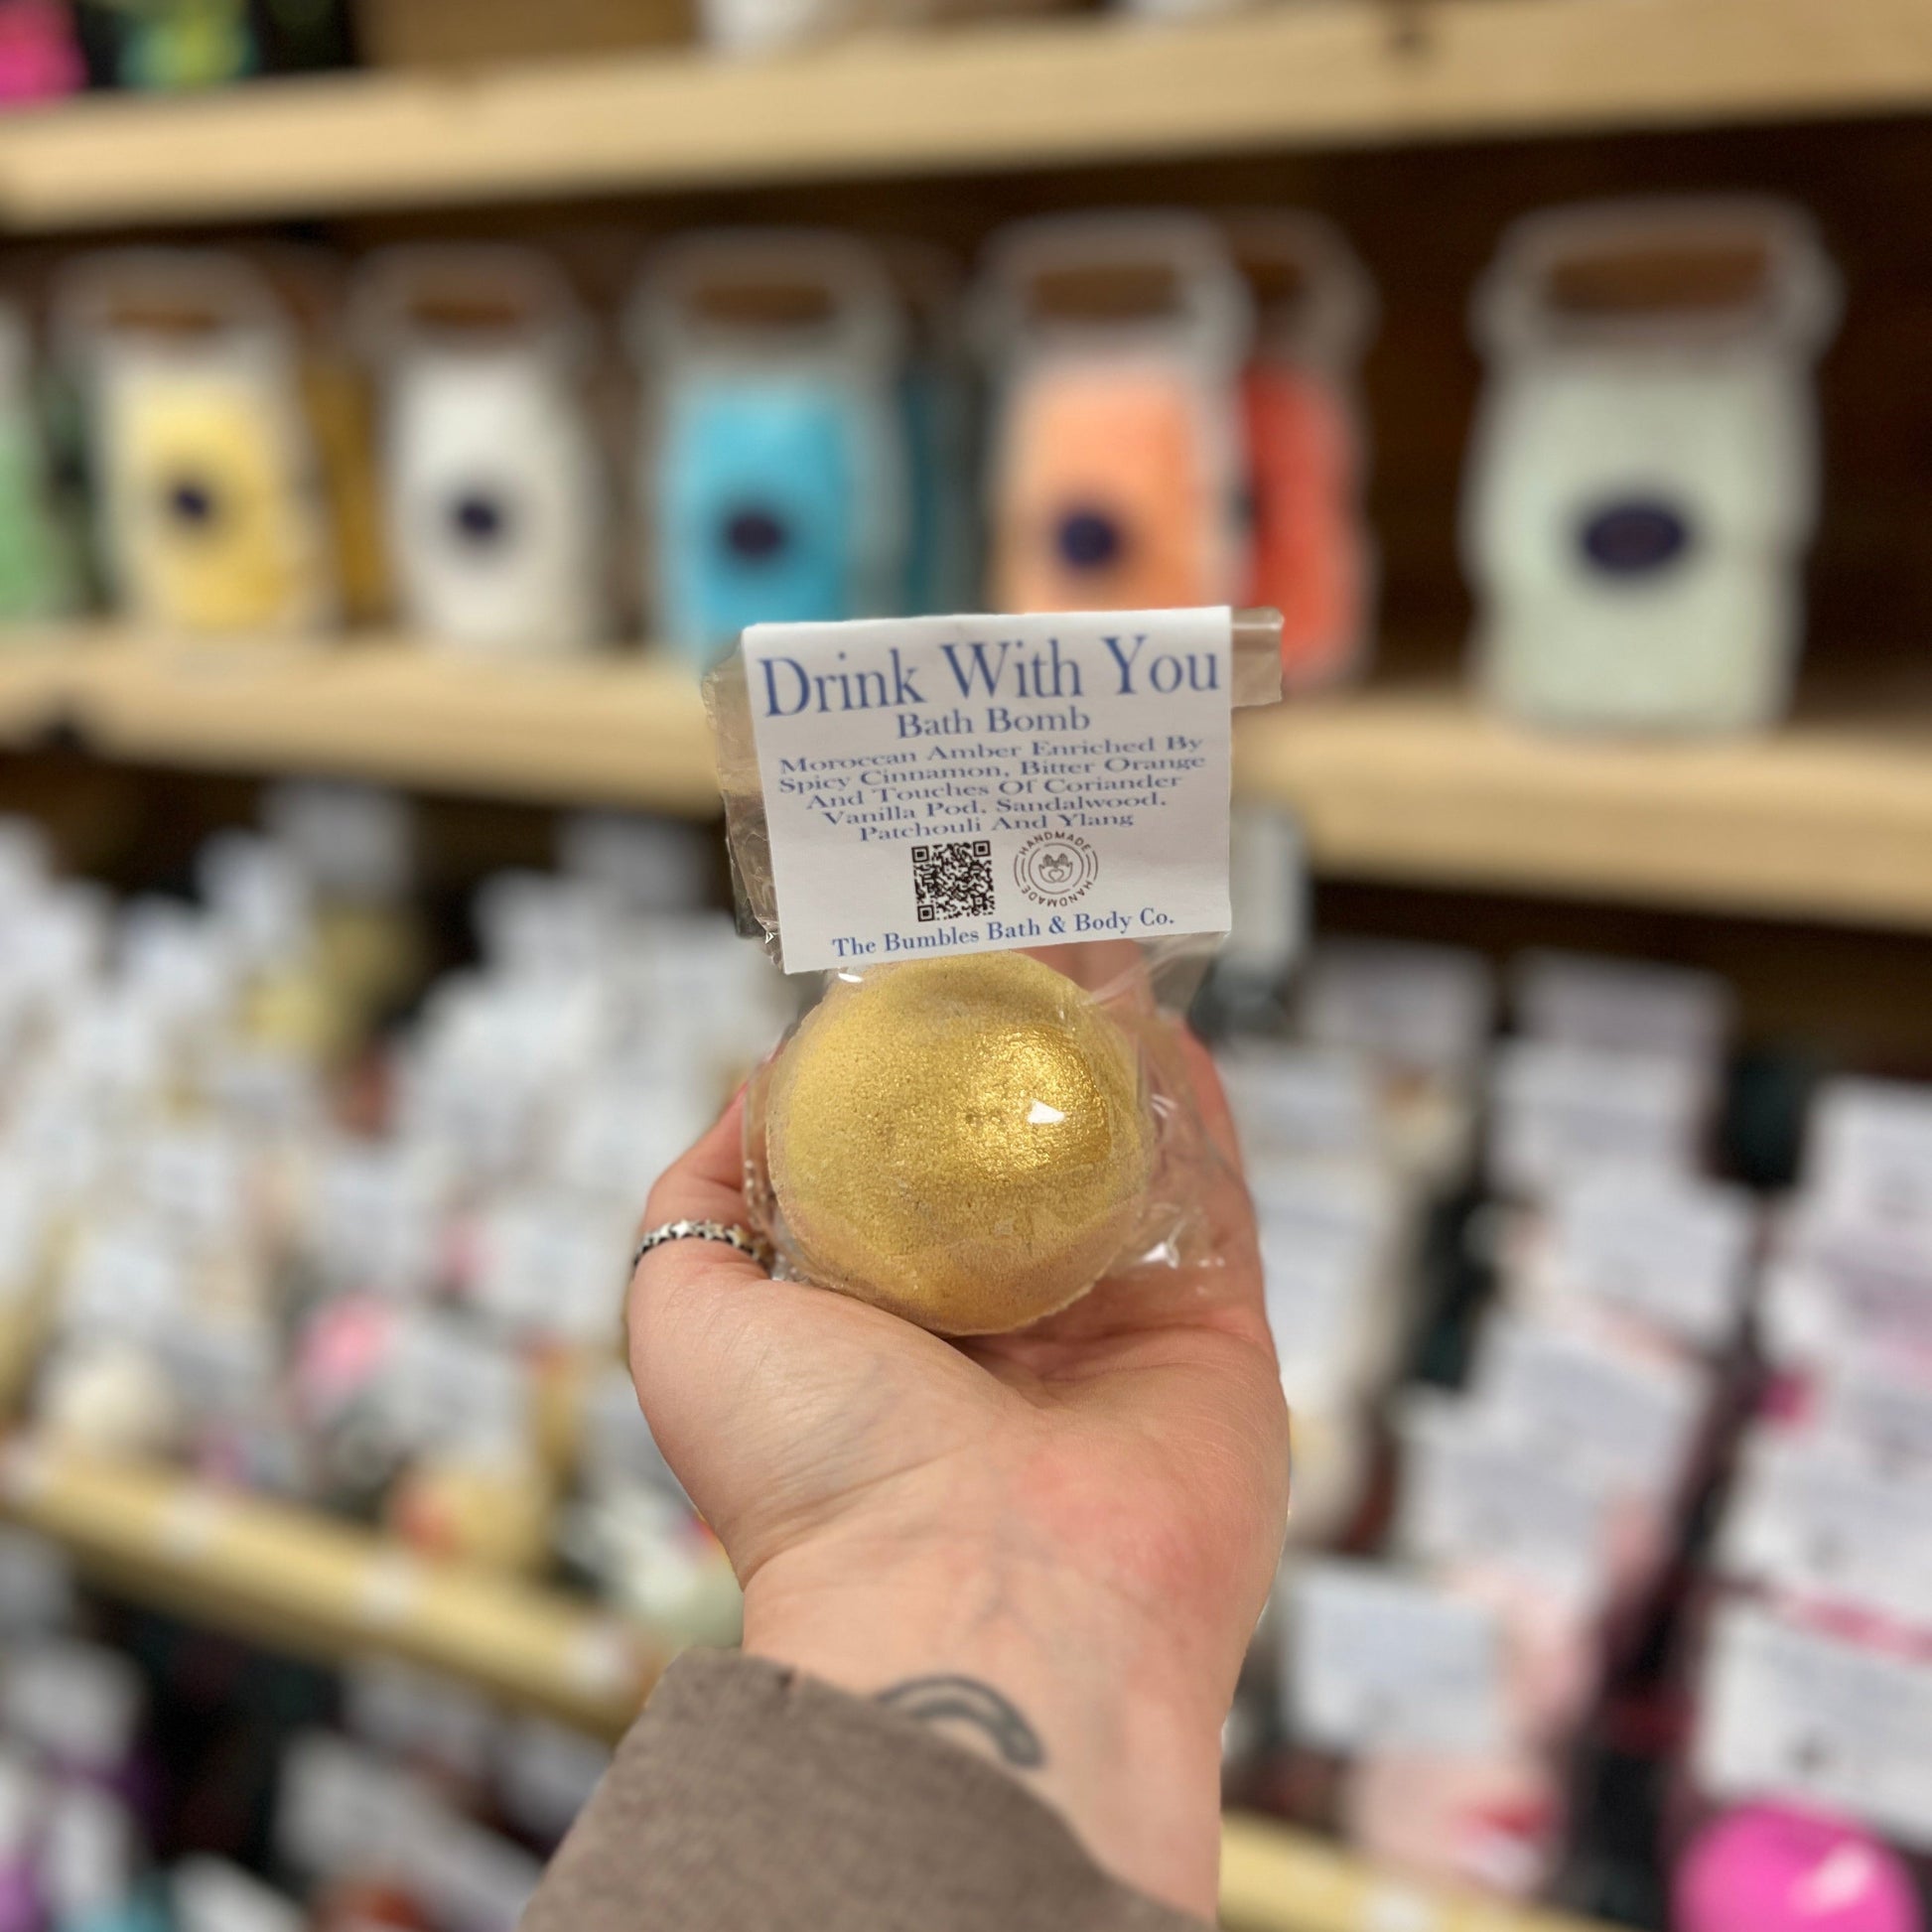 Drink With You
Bath Bomb
Moroccan Amber Enriched By
Spicy Cinnamon, Bitter Orange
And Touches Of Coriander
Vanilla Pod, Sandalwood,
Patchouli And Ylang
HANDMADE
HANDMADE
The Bumbles Bath & Body Co.